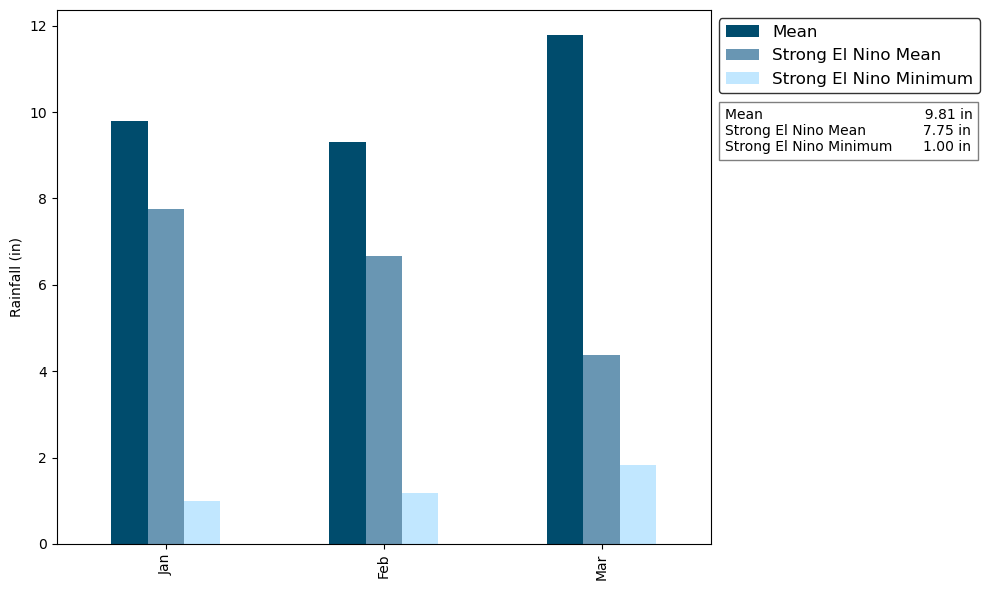 12
10
8
6
4
2
0
Rainfall (in)
Jan
Feb
Mar
Mean
Strong El Nino Mean
Strong El Nino Minimum
Mean 9.81 in
Strong El Nino Mean 7.75 in
Strong El Nino Minimum 1.00 in